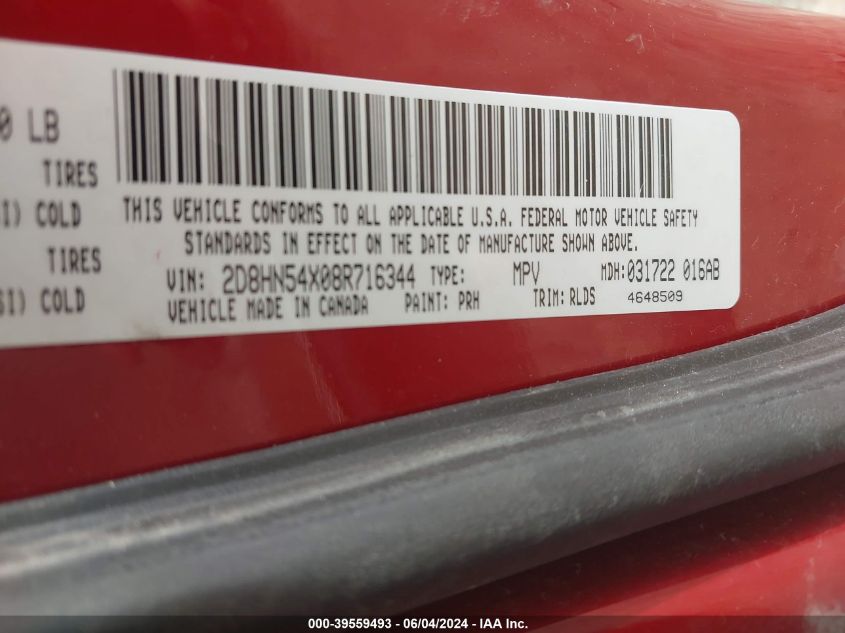 0 LB
TIRES
I) COLD
TIRES
SI) COLD
THIS VEHICLE CONFORMS TO ALL APPLICABLE U.S.A. FEDERAL MOTOR VEHICLE SAFETY
STANDARDS IN EFFECT ON THE DATE OF MANUFACTURE SHOWN ABOVE.
VIN: 2D8HN54X08R716344 TYPE: MPV MDH:031722 016AB
VEHICLE MADE IN CANADA PAINT: PRH TRIM: RLDS 4648509
000-39559493 - 06/04/2024 - IAA Inc.